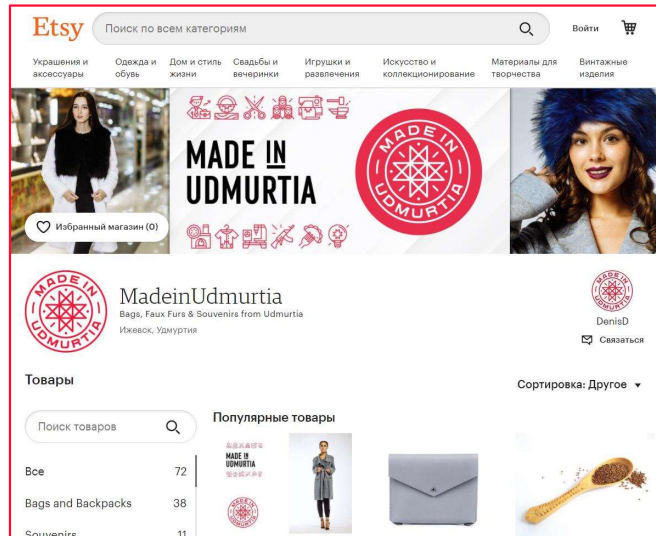 Etsy
Поиск по всем категориям
Войти
Украшения и аксессуары
Одежда и обувь
Дом и стиль жизни
Свадьбы и вечеринки
Игрушки и развлечения
Искусство и коллекционирование
Материалы для творчества
Винтажные изделия
MADE IN
UDMURTIA
MADE IN
UDMURTIA
Избранный магазин (0)
MADE IN
UDMURTIA
MadeinUdmurtia
Bags, Faux Furs & Souvenirs from Udmurtia
Ижевск, Удмуртия
MADE IN
UDMURTIA
DenisD
Связаться
Товары
Сортировка: Другое
Поиск товаров
Популярные товары
MADE IN
UDMURTIA
Все 72
Bags and Backpacks 38
Souvenirs 11